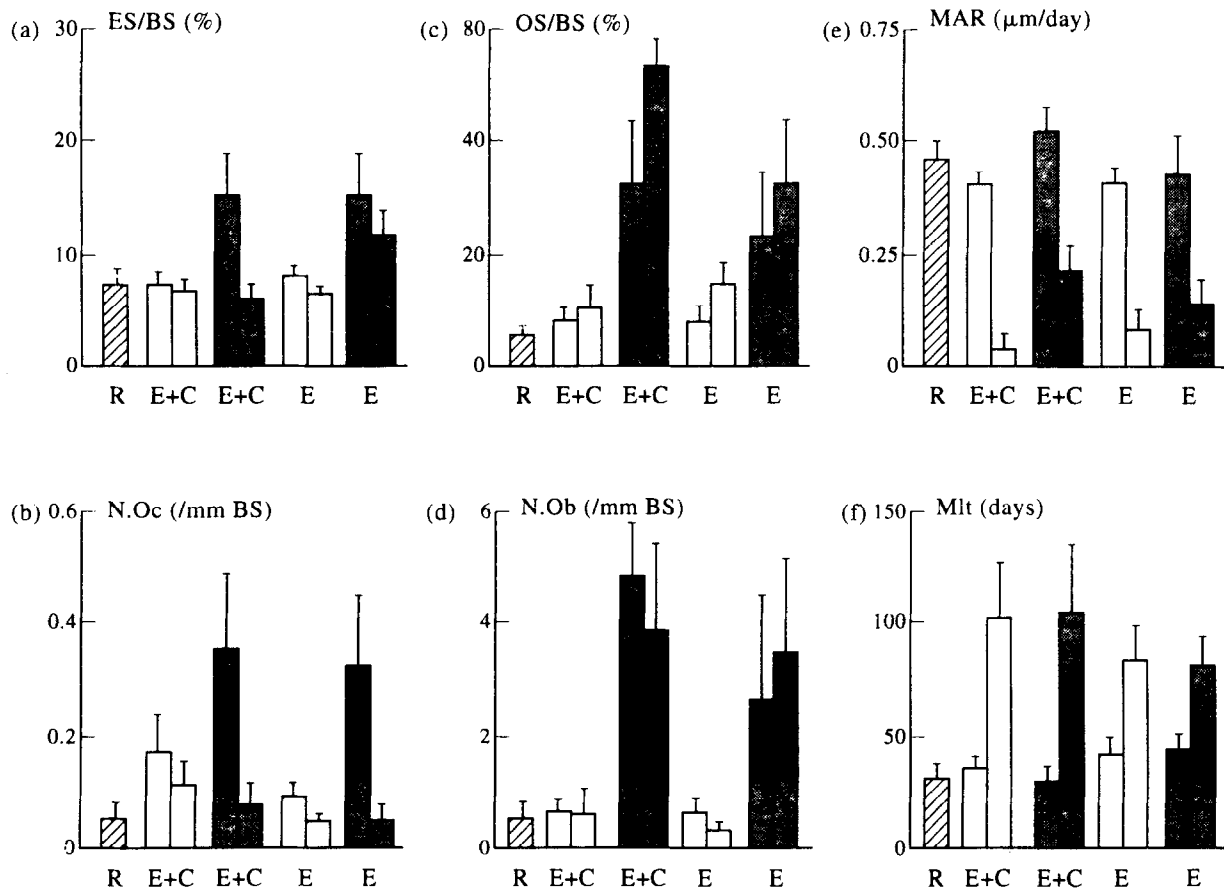 (a) ES/BS (%)
30
20
10
0
R E+C E+C E E
(c) OS/BS (%)
80
40
20
0
R E+C E+C E E
(e) MAR (μm/day)
0.75
0.50
0.25
0
R E+C E+C E E
(b) N.Oc (/mm BS)
0.6
0.4
0.2
0
R E+C E+C E E
(d) N.Ob (/mm BS)
6
4
2
0
R E+C E+C E E
(f) Mlt (days)
150
100
50
0
R E+C E+C E E